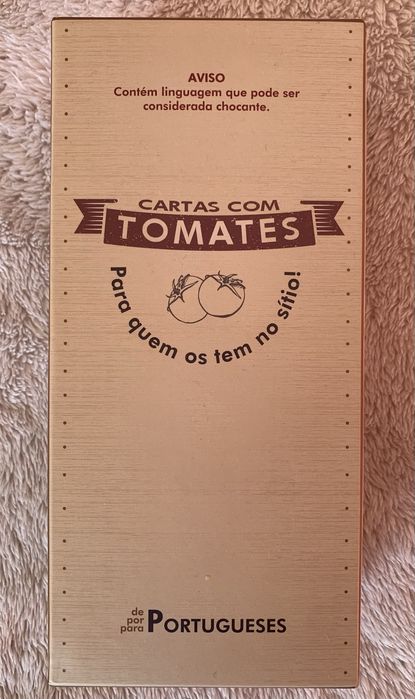 AVISO
Contém linguagem que pode ser
considerada chocante.
CARTAS COM
TOMATES
Para quem os tem no sítio!
de
por
para
PORTUGUESES